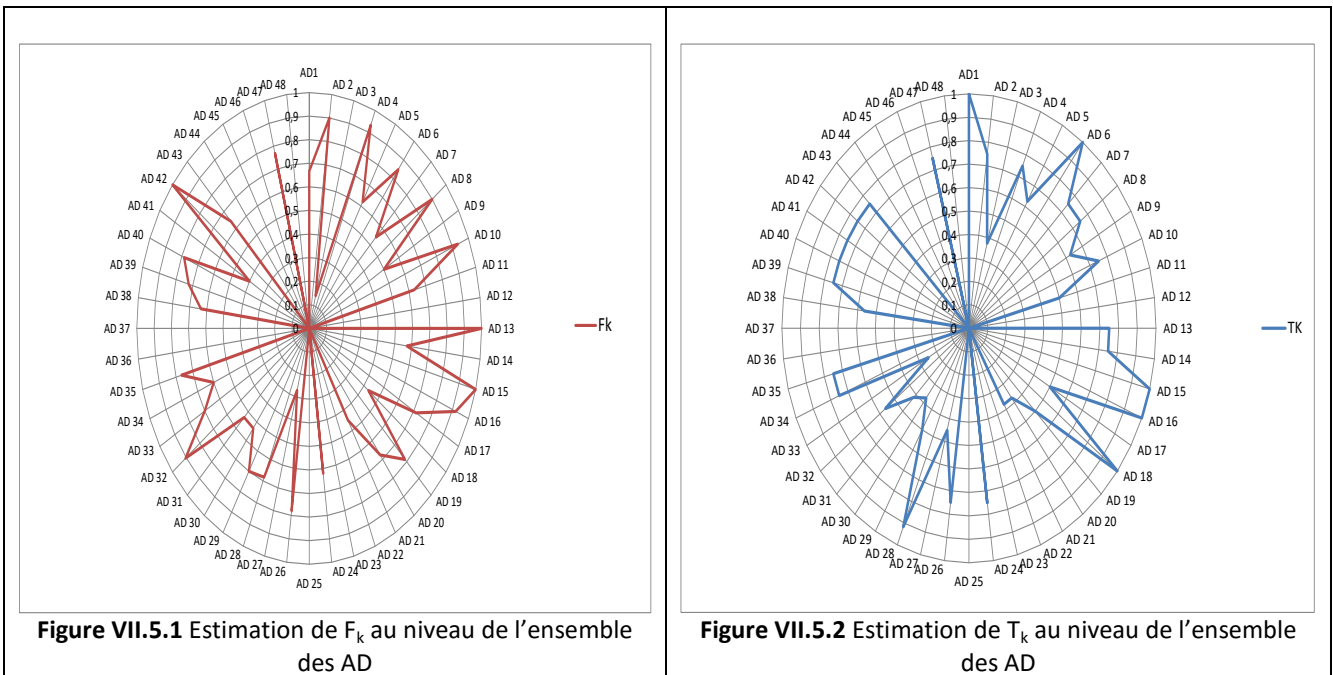 AD1
AD 2
AD 3
AD 4
AD 5
AD 6
AD 7
AD 8
AD 9
AD 10
AD 11
AD 12
AD 13
AD 14
AD 15
AD 16
AD 17
AD 18
AD 19
AD 20
AD 21
AD 22
AD 23
AD 24
AD 25
AD 26
AD 27
AD 28
AD 29
AD 30
AD 31
AD 32
AD 33
AD 34
AD 35
AD 36
AD 37
AD 38
AD 39
AD 40
AD 41
AD 42
AD 43
AD 44
AD 45
AD 46
AD 47
AD 48
1
0,9
0,8
0,7
0,6
0,5
0,4
0,3
0,2
0,1
0
Fk
Figure VII.5.1 Estimation de Fk au niveau de l’ensemble
des AD
AD1
AD 2
AD 3
AD 4
AD 5
AD 6
AD 7
AD 8
AD 9
AD 10
AD 11
AD 12
AD 13
AD 14
AD 15
AD 16
AD 17
AD 18
AD 19
AD 20
AD 21
AD 22
AD 23
AD 24
AD 25
AD 26
AD 27
AD 28
AD 29
AD 30
AD 31
AD 32
AD 33
AD 34
AD 35
AD 36
AD 37
AD 38
AD 39
AD 40
AD 41
AD 42
AD 43
AD 44
AD 45
AD 46
AD 47
AD 48
1
0,9
0,8
0,7
0,6
0,5
0,4
0,3
0,2
0,1
0
TK
Figure VII.5.2 Estimation de Tk au niveau de l’ensemble
des AD